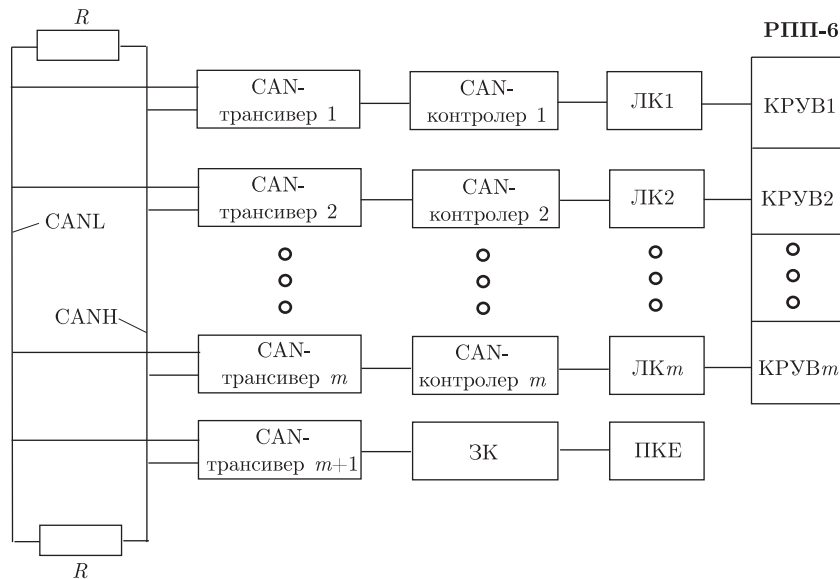 R
РПП-6
CAN-
трансивер 1
CAN-
контролер 1
ЛК1
КРУВ1
CAN-
трансивер 2
CAN-
контролер 2
ЛК2
КРУВ2
CANL
CANH
CAN-
трансивер m
CAN-
контролер m
ЛКm
КРУВm
CAN-
трансивер m+1
ЗК
ПКЕ
R